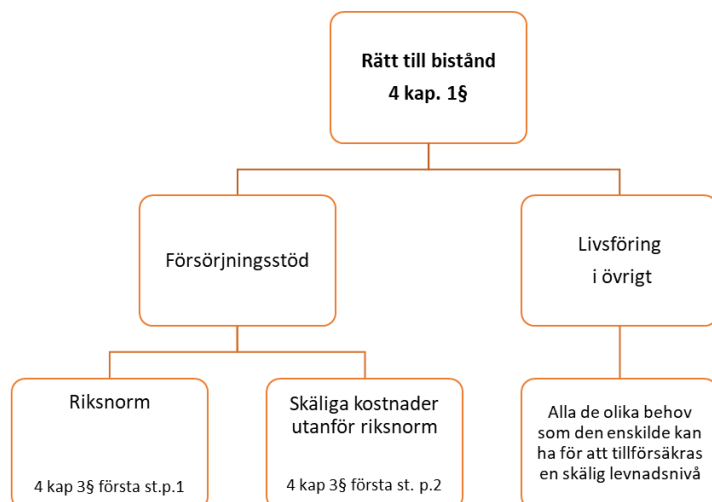 Rätt till bistånd
4 kap. 1§
Försörjningsstöd
Livsföring
i övrigt
Riksnorm
4 kap 3§ första st.p.1
Skäliga kostnader
utanför riksnorm
4 kap 3§ första st. p.2
Alla de olika behov
som den enskilde kan
ha för att tillförsäkras
en skälig levnadsnivå